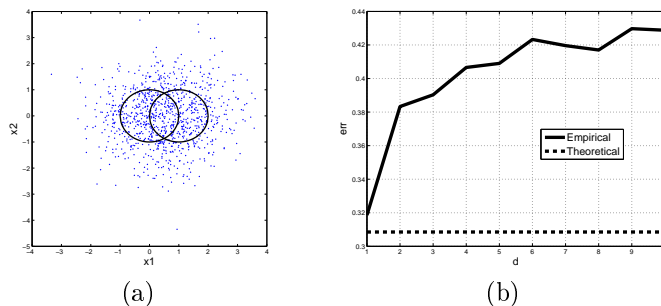 4
3
2
1
0
−1
−2
−3
−4
−5
−4 −3 −2 −1 0 1 2 3 4
x2
x1
(a)
0.44
0.42
0.4
0.38
0.36
0.34
0.32
0.3
1 2 3 4 5 6 7 8 9
err
d
Empirical
Theoretical
(b)